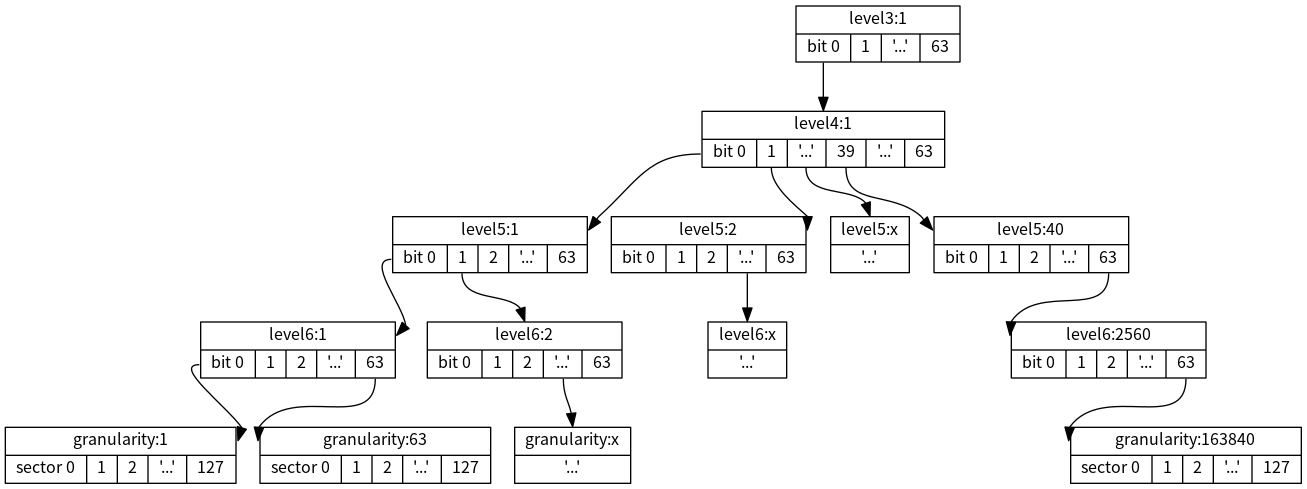 level3:1
bit 0 1 '...' 63
level4:1
bit 0 1 '...' 39 '...' 63
level5:1 level5:2 level5:x level5:40
bit 0 1 2 '...' 63 bit 0 1 2 '...' 63 '...' bit 0 1 2 '...' 63
level6:1 level6:2 level6:x level6:2560
bit 0 1 2 '...' 63 bit 0 1 2 '...' 63 '...' bit 0 1 2 '...' 63
granularity:1 granularity:63 granularity:x granularity:163840
sector 0 1 2 '...' 127 sector 0 1 2 '...' 127 '...' sector 0 1 2 '...' 127